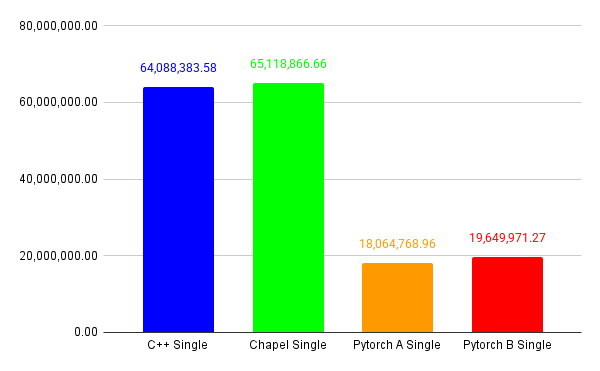 80,000,000.00
60,000,000.00
40,000,000.00
20,000,000.00
0.00
64,088,383.58
65,118,866.66
18,064,768.96
19,649,971.27
C++ Single
Chapel Single
Pytorch A Single
Pytorch B Single